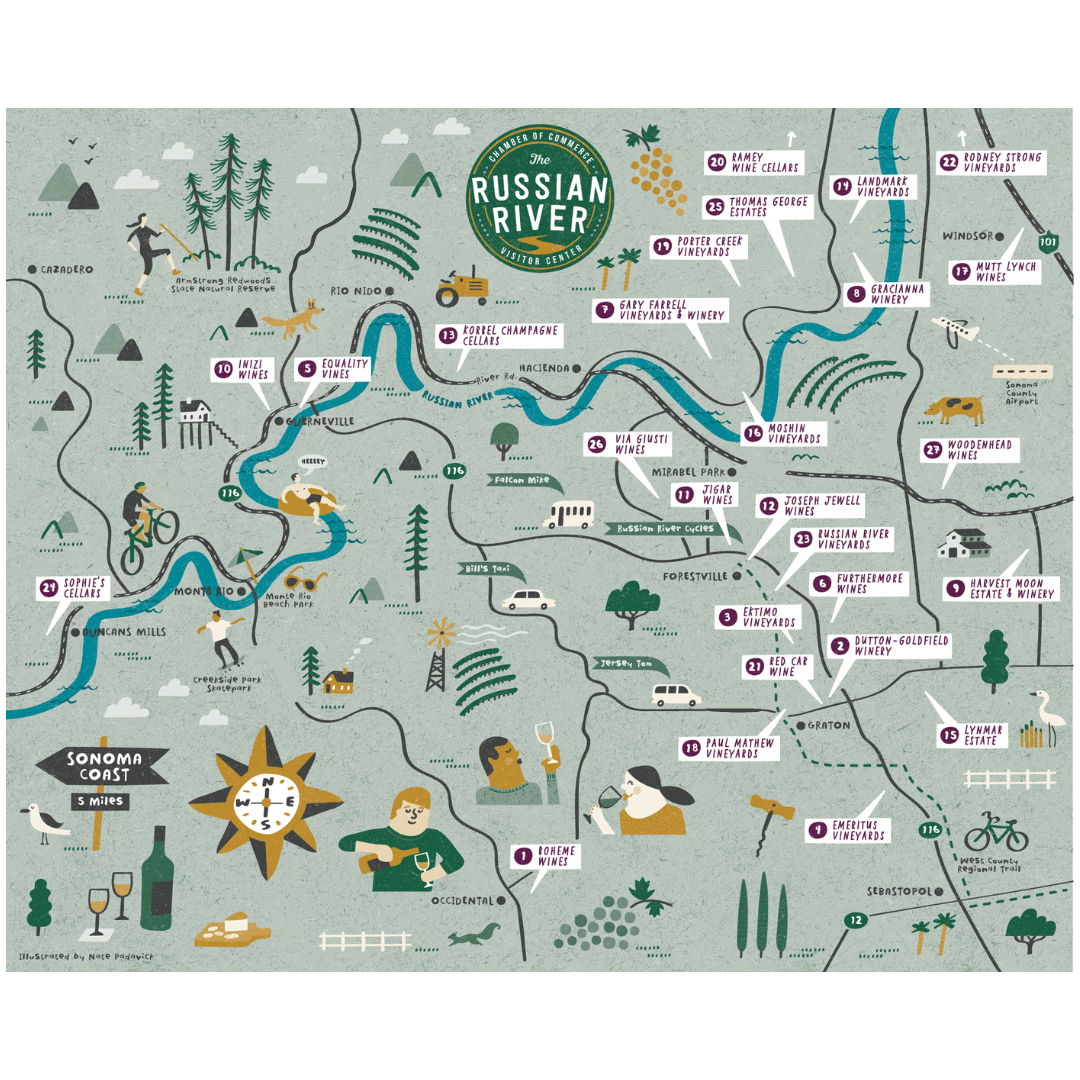 CHAMBER OF COMMERCE
The
RUSSIAN
RIVER
VISITOR CENTER
20 RAMEY
WINE CELLARS
22 RODNEY STRONG
VINEYARDS
14 LANDMARK
VINEYARDS
25 THOMAS GEORGE
ESTATES
19 PORTER CREEK
VINEYARDS
WINDSOR
101
CAZADERO
17 MUTT LYNCH
WINES
Armstrong Redwoods
State Natural Reserve
RIO NIDO
8 GRACIANNA
WINERY
7 GARY FARRELL
VINEYARDS & WINERY
13 KORREL CHAMPAGNE
CELLARS
10 INIZI
WINES
5 EQUALITY
VINES
HACIENDA
River Rd.
RUSSIAN RIVER
Sonoma
County
Airport
GUERNEVILLE
16 MOSHIN
VINEYARDS
26 VIA GIUSTI
WINES
27 WOODENHEAD
WINES
HEEEEY
116
MIRABEL PARK
Falcon Mike
116
11 JIGAR
WINES
12 JOSEPH JEWELL
WINES
Russian River Cycles
23 RUSSIAN RIVER
VINEYARDS
Bill's Taxi
FORESTVILLE
6 FURTHERMORE
WINES
9 HARVEST MOON
ESTATE & WINERY
24 SOPHIE'S
CELLARS
MONTE RIO
Monte Rio
Beach Park
3 EKTIMO
VINEYARDS
DUNCANS MILLS
2 DUTTON-GOLDFIELD
WINERY
Jersey Tom
21 RED CAR
WINE
Creekside Park
Skatepark
GRATON
15 LYNMAR
ESTATE
18 PAUL MATHEW
VINEYARDS
SONOMA
COAST
5 Miles
N
W E
S
4 EMERITUS
VINEYARDS
116
1 BOHEME
WINES
West County
Regional Trail
SEBASTOPOL
OCCIDENTAL
12
Illustrated by Nate Padavick